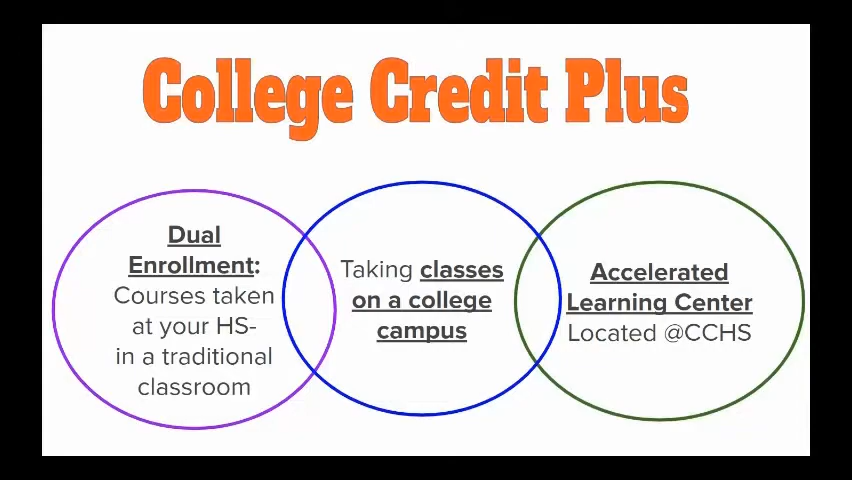 College Credit Plus
Dual
Enrollment:
Courses taken
at your HS-
in a traditional
classroom
Taking classes
on a college
campus
Accelerated
Learning Center
Located @CCHS